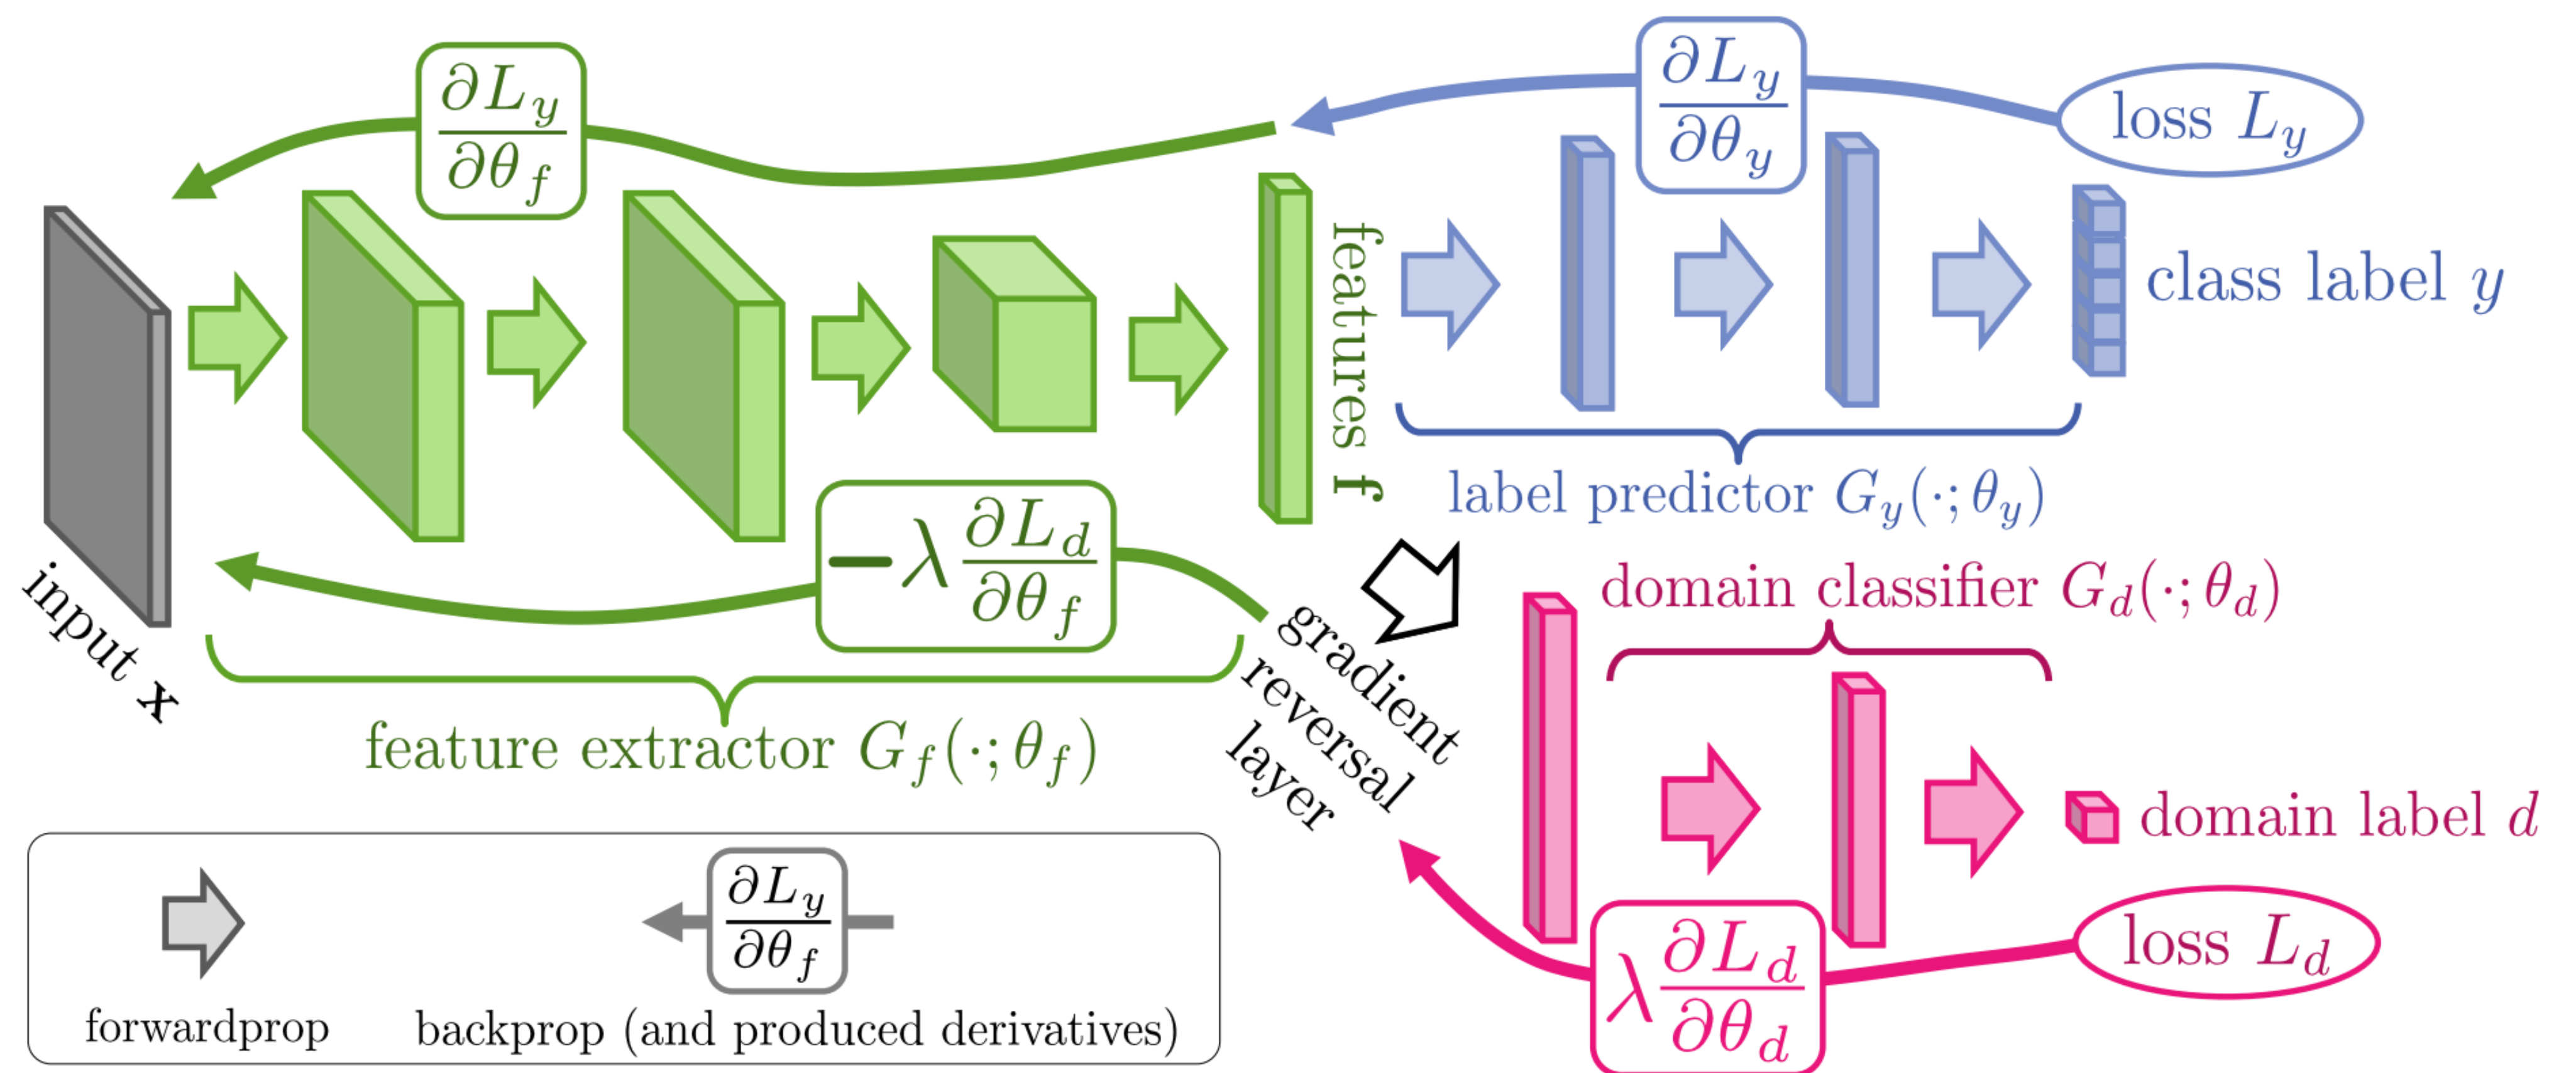 ∂L_y
∂θ_f
∂L_y
∂θ_y
loss L_y
features f
class label y
label predictor G_y(·; θ_y)
input x
−λ ∂L_d
∂θ_f
feature extractor G_f(·; θ_f)
gradient
reversal
layer
domain classifier G_d(·; θ_d)
domain label d
loss L_d
λ ∂L_d
∂θ_d
∂L_y
∂θ_f
forwardprop
backprop (and produced derivatives)